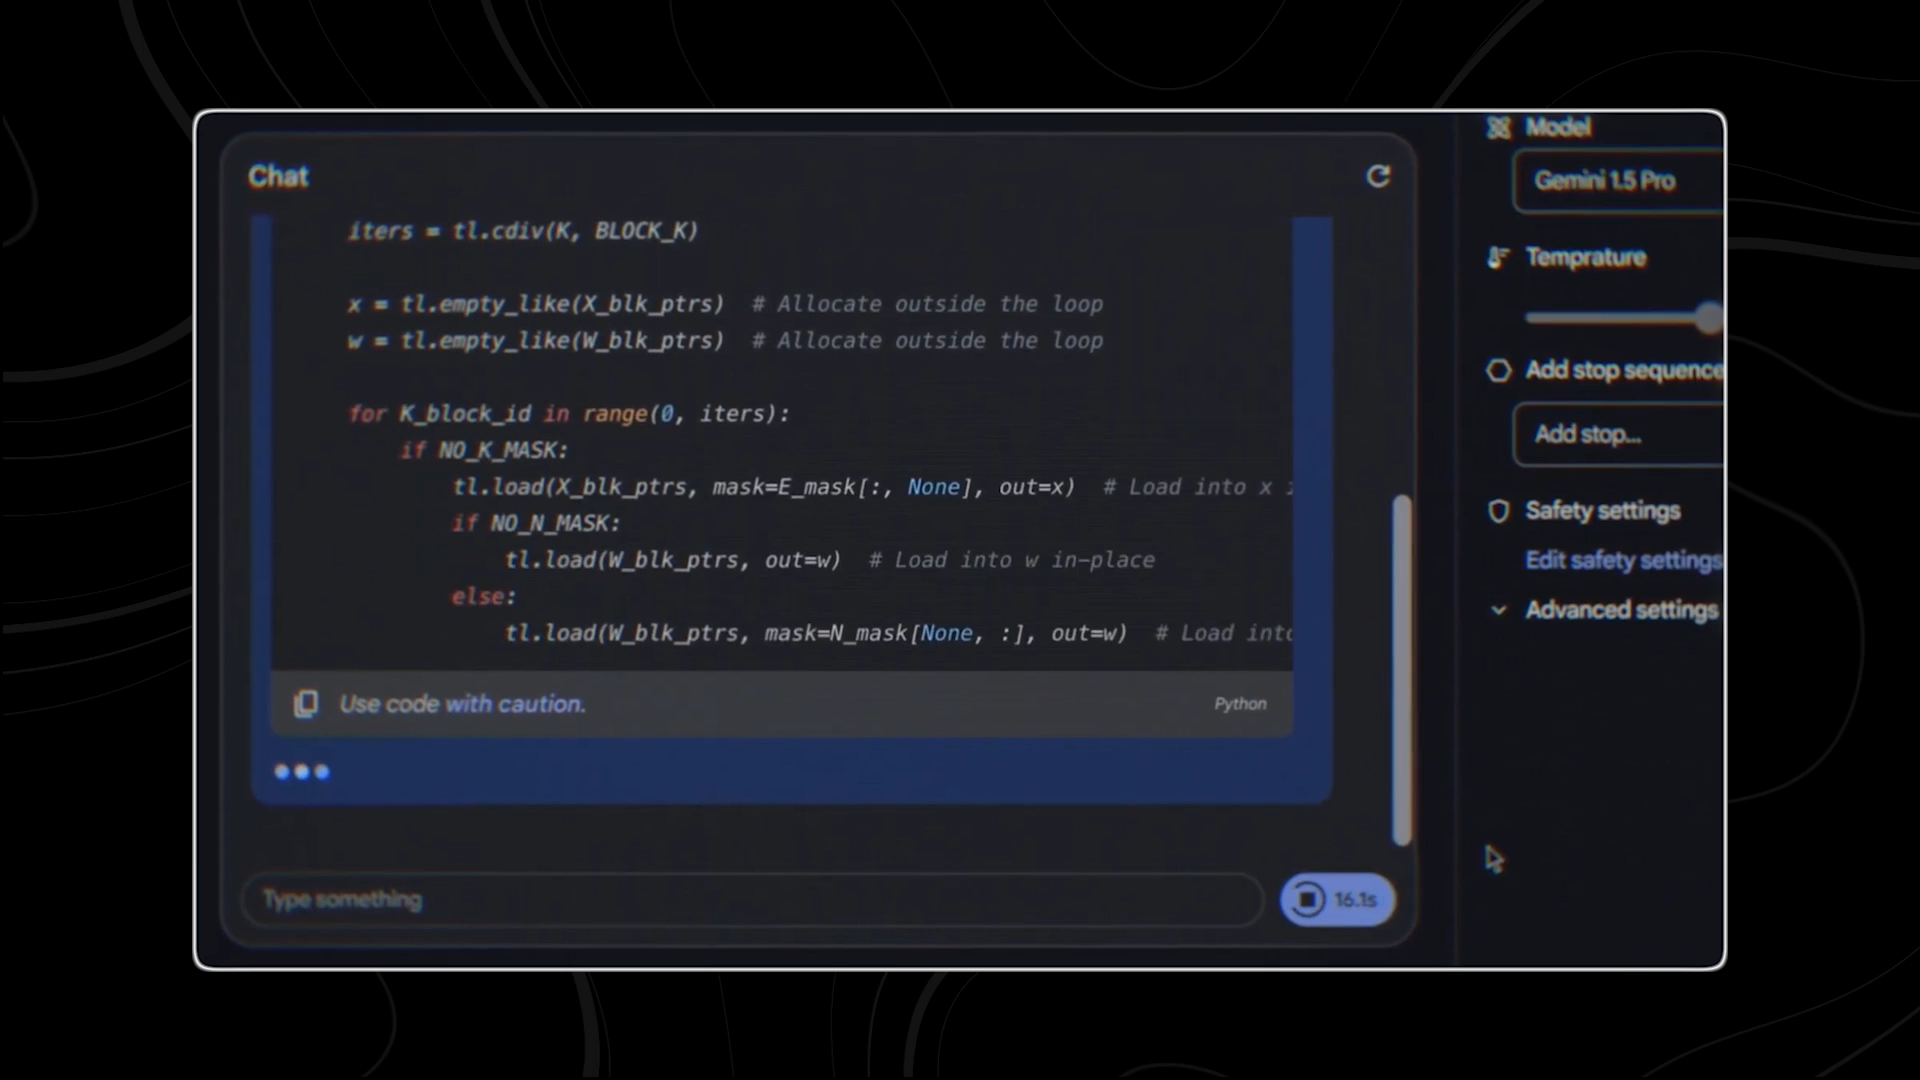 Chat
iters = tl.cdiv(K, BLOCK_K)
x = tl.empty_like(X_blk_ptrs)  # Allocate outside the loop
w = tl.empty_like(W_blk_ptrs)  # Allocate outside the loop
for K_block_id in range(0, iters):
if NO_K_MASK:
tl.load(X_blk_ptrs, mask=E_mask[:, None], out=x)  # Load into x
if NO_N_MASK:
tl.load(W_blk_ptrs, out=w)  # Load into w in-place
else:
tl.load(W_blk_ptrs, mask=N_mask[None, :], out=w)  # Load into
Use code with caution.
Python
Type something
16.1s
Model
Gemini 1.5 Pro
Temprature
Add stop sequence
Add stop...
Safety settings
Edit safety settings
Advanced settings